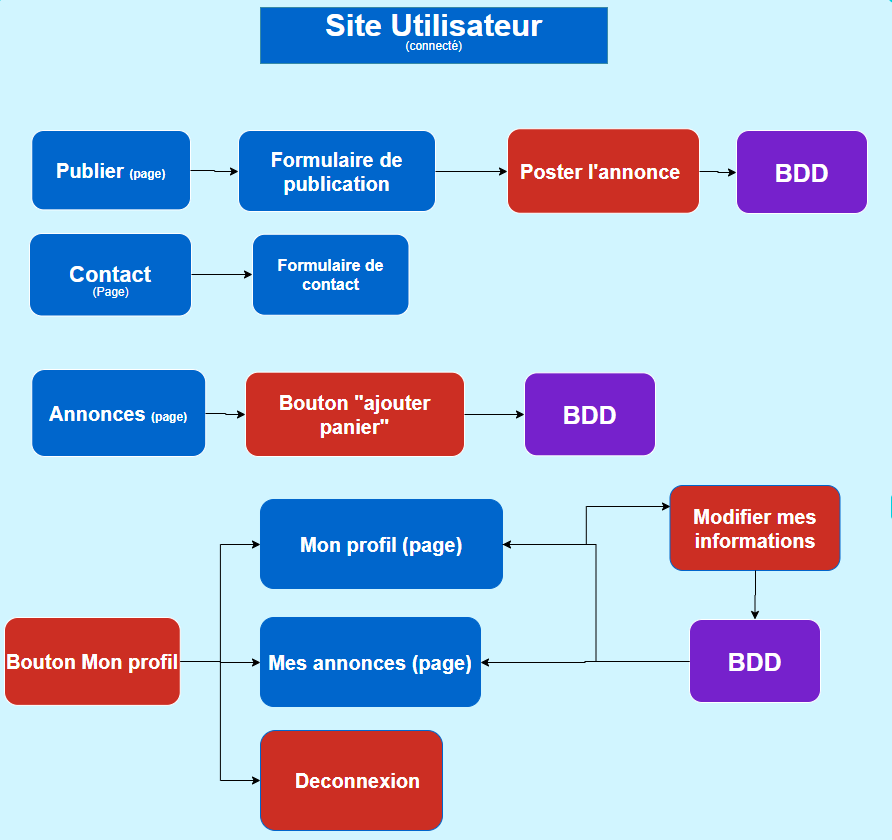 Site Utilisateur
(connecté)
Publier (page)
Formulaire de
publication
Poster l'annonce
BDD
Contact
(Page)
Formulaire de
contact
Annonces (page)
Bouton "ajouter
panier"
BDD
Mon profil (page)
Modifier mes
informations
Bouton Mon profil
Mes annonces (page)
BDD
Deconnexion